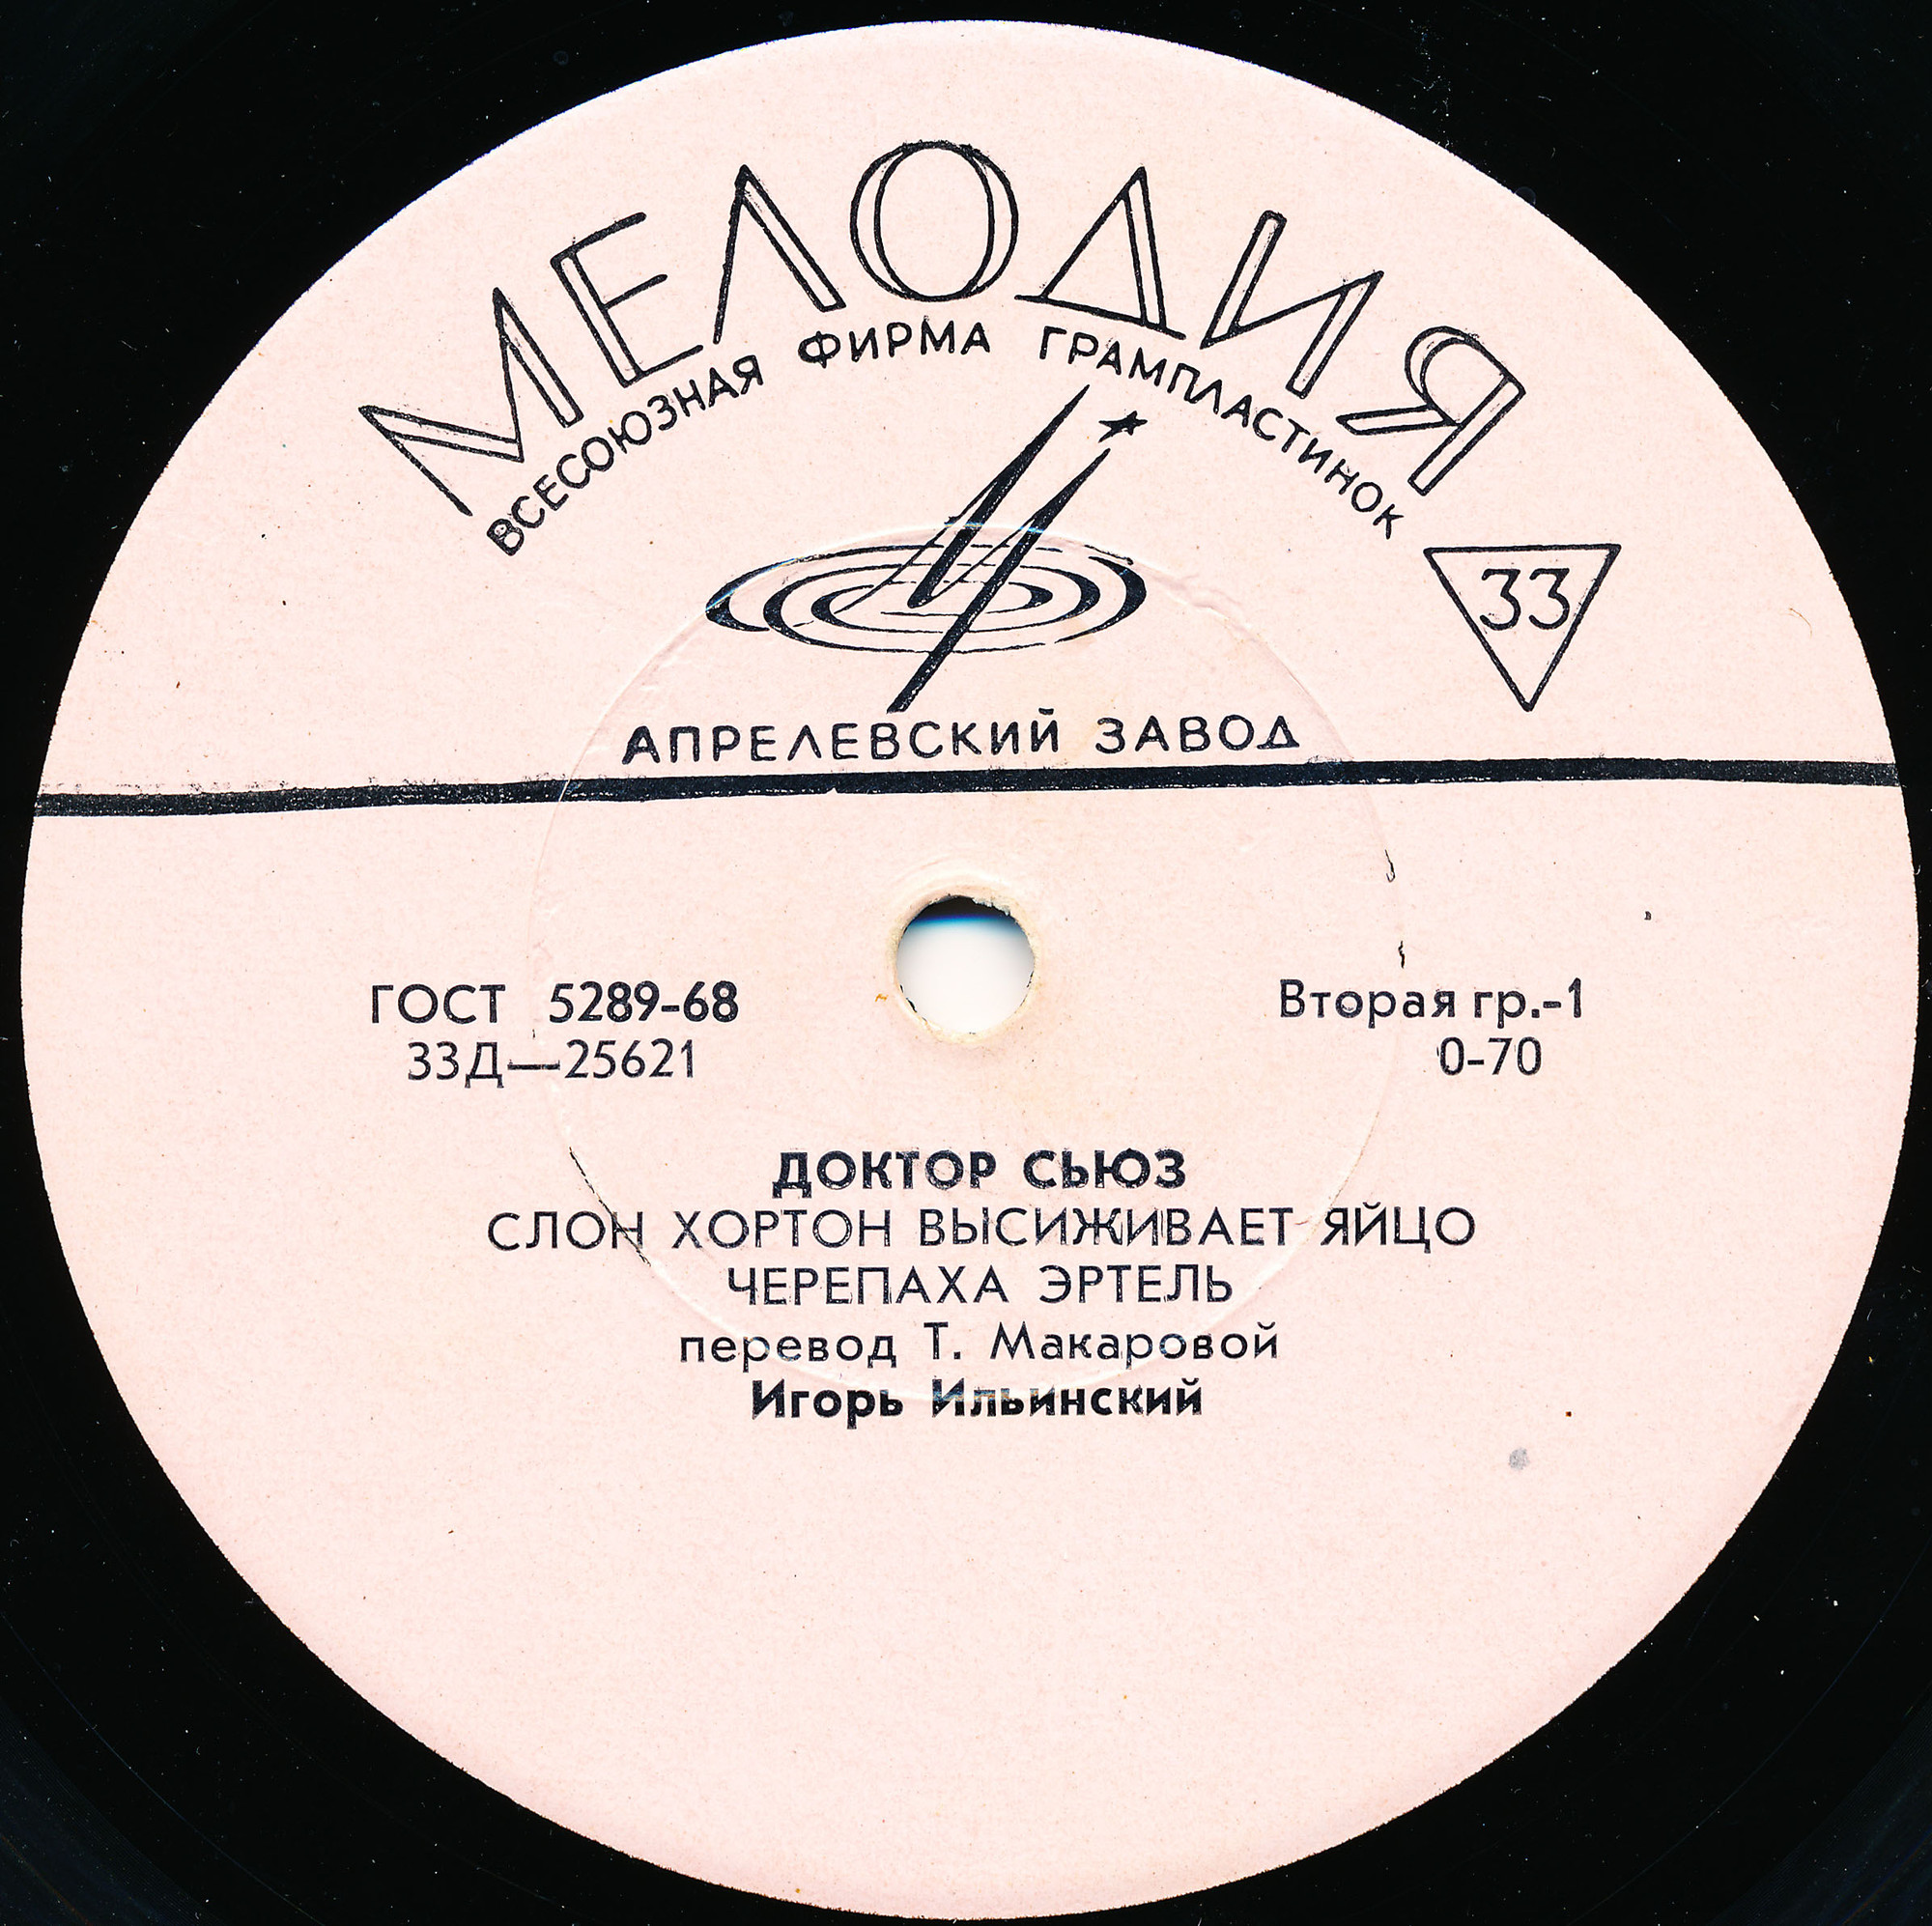 МЕЛОДИЯ
ВСЕСОЮЗНАЯ ФИРМА ГРАМПЛАСТИНОК
33
АПРЕЛЕВСКИЙ ЗАВОД
ГОСТ 5289-68
33Д—25621
Вторая гр.-1
0-70
ДОКТОР СЬЮЗ
СЛОН ХОРТОН ВЫСИЖИВАЕТ ЯЙЦО
ЧЕРЕПАХА ЭРТЕЛЬ
перевод Т. Макаровой
Игорь Ильинский